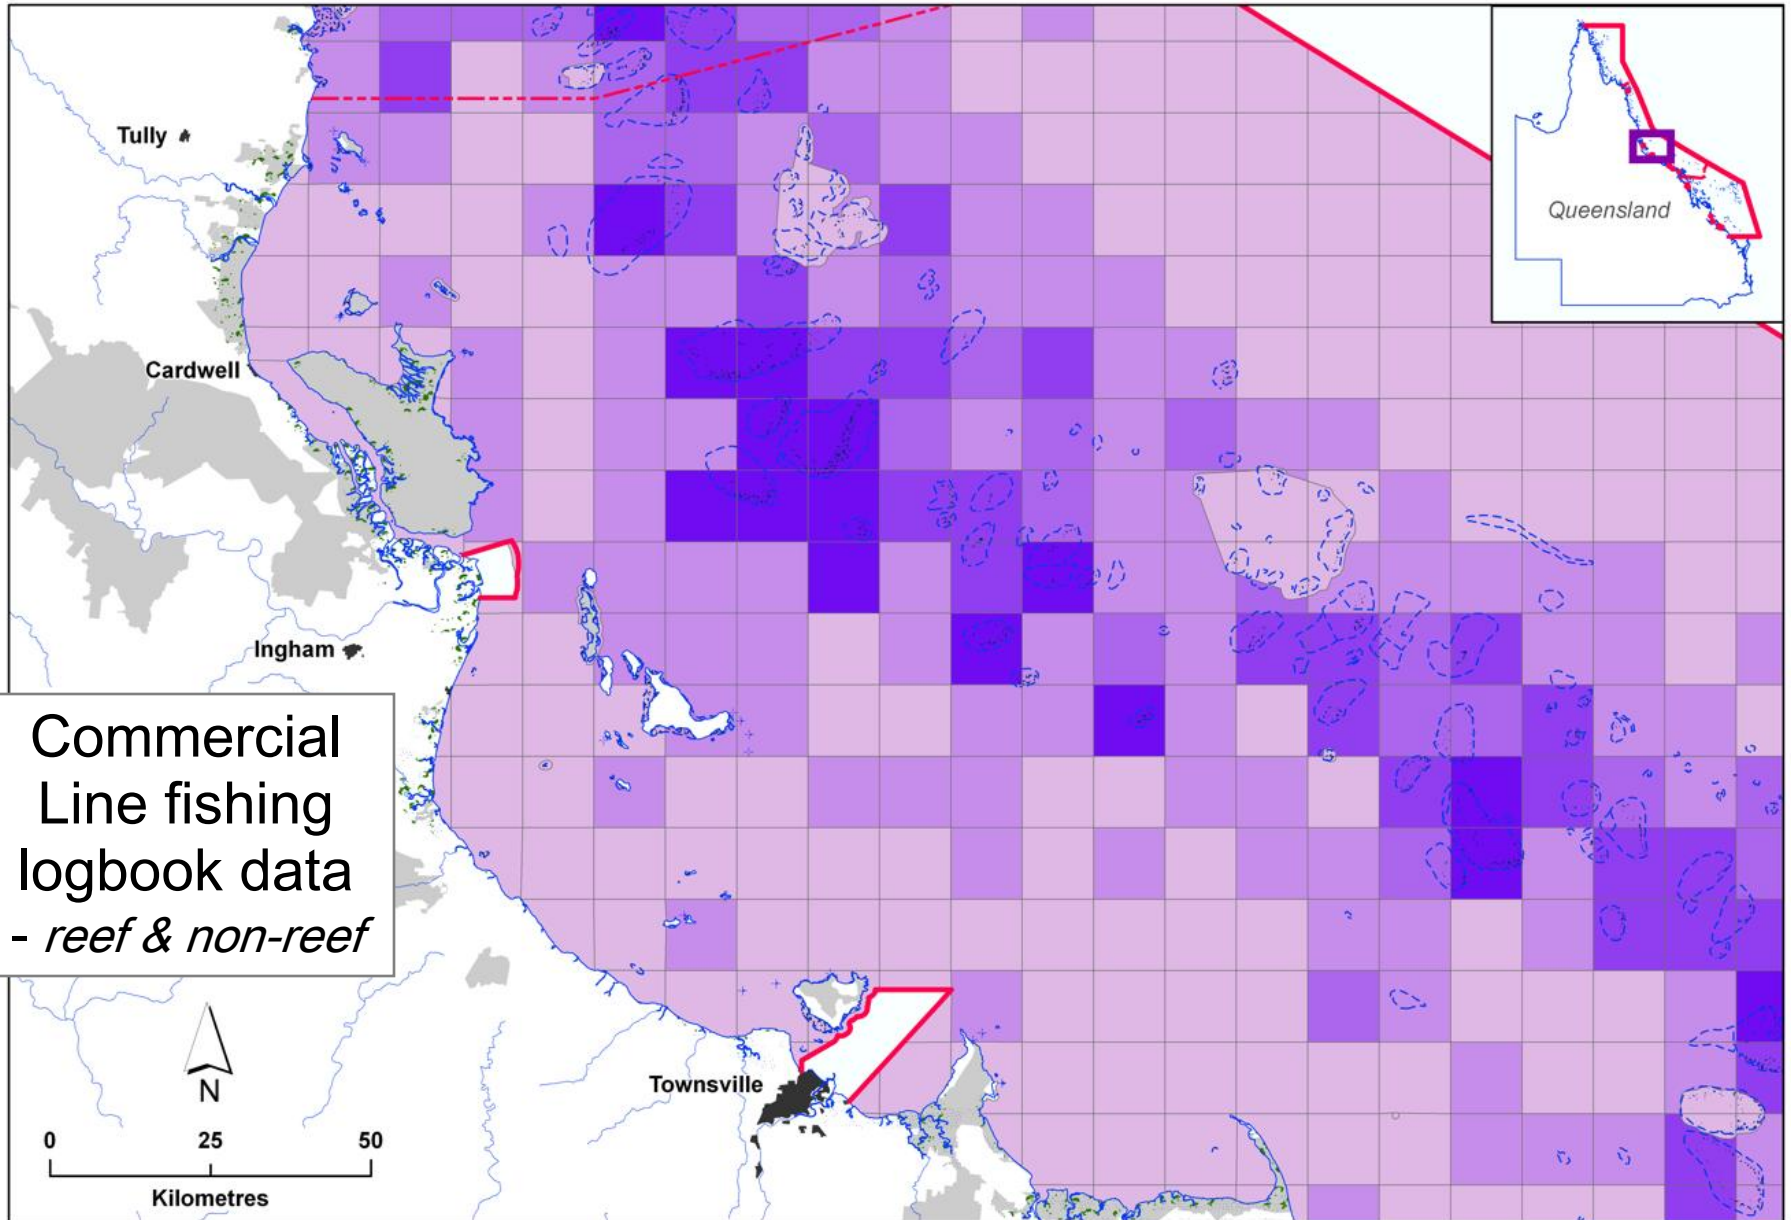 Tully
Queensland
Cardwell
Ingham
Commercial
Line fishing
logbook data
- reef & non-reef
N
Townsville
0 25 50
Kilometres